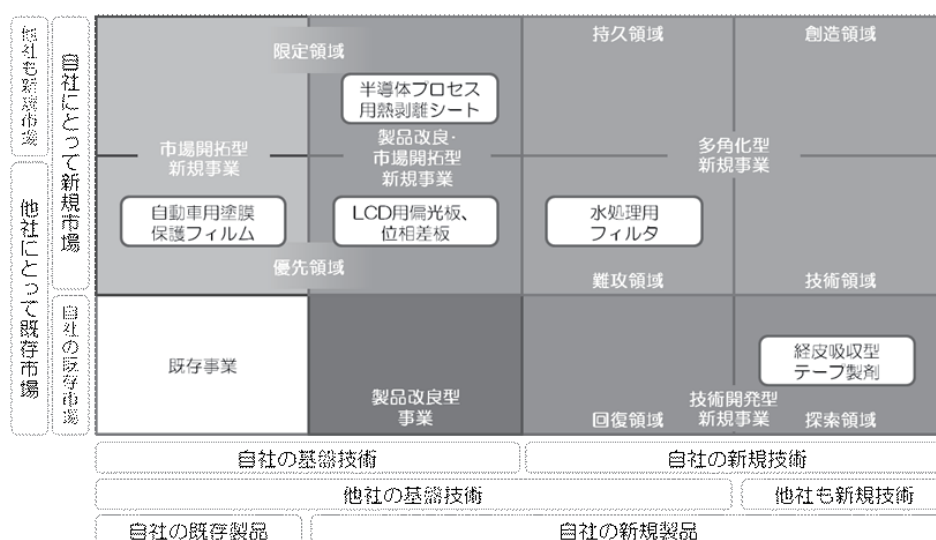 他社も新規市場
自社にとって新規市場
他社にとって既存市場
自社の既存市場
限定領域
持久領域
創造領域
半導体プロセス
用熱剥離シート
市場開拓型
新規事業
製品改良・
市場開拓型
新規事業
多角化型
新規事業
自動車用塗膜
保護フィルム
LCD用偏光板、
位相差板
水処理用
フィルタ
優先領域
難攻領域
技術領域
既存事業
経皮吸収型
テープ製剤
製品改良型
事業
技術開発型
新規事業
回復領域
探索領域
自社の基盤技術
自社の新規技術
他社の基盤技術
他社も新規技術
自社の既存製品
自社の新規製品